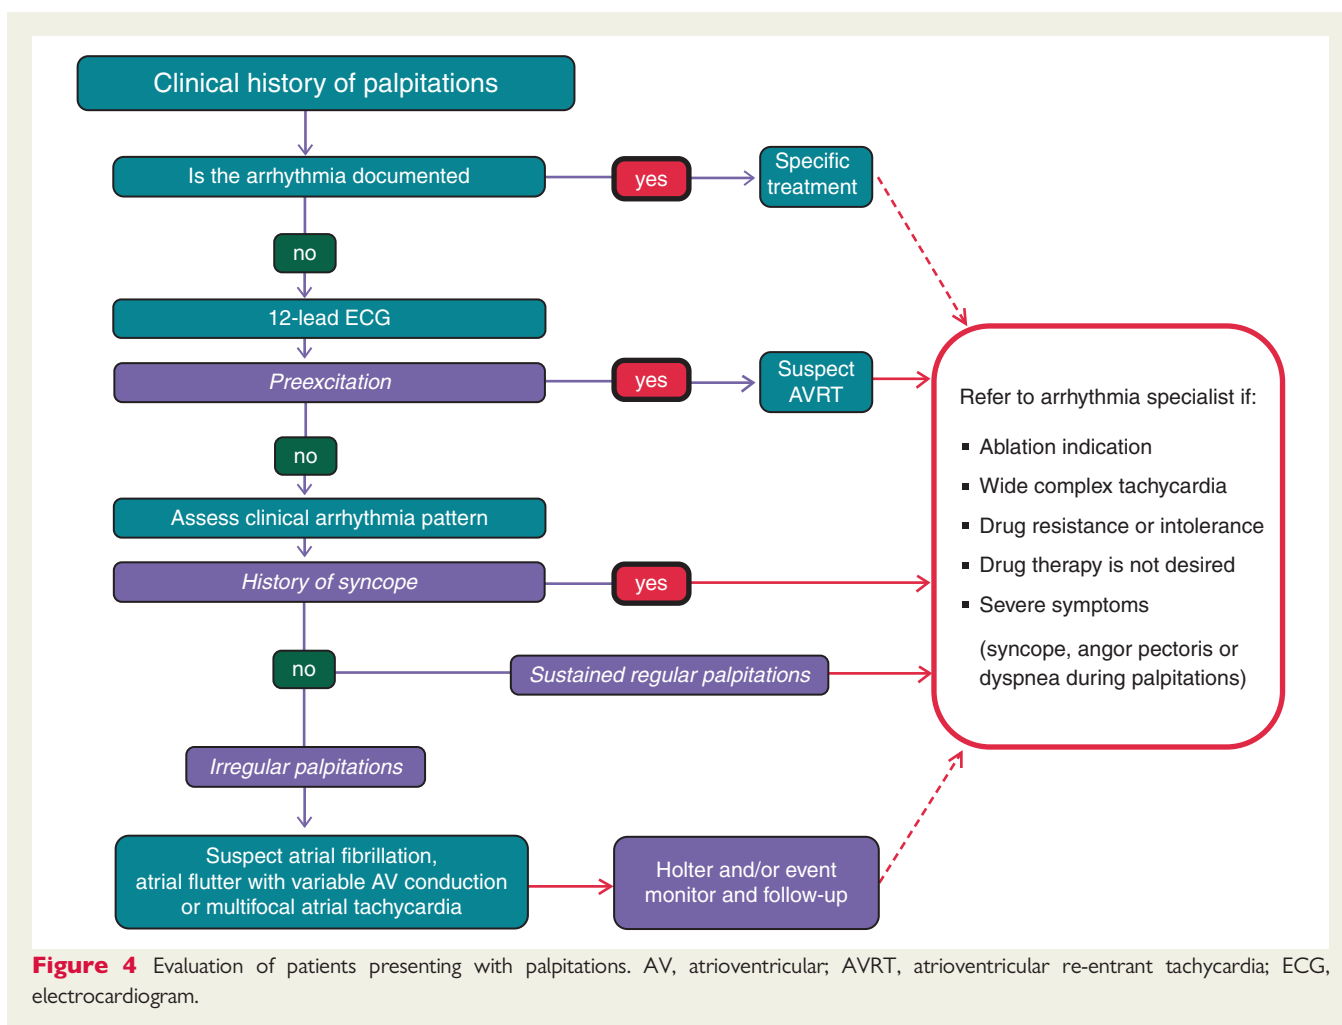 Clinical history of palpitations
Is the arrhythmia documented
yes
Specific
treatment
no
12-lead ECG
Preexcitation
yes
Suspect
AVRT
no
Assess clinical arrhythmia pattern
History of syncope
yes
no
Sustained regular palpitations
Irregular palpitations
Suspect atrial fibrillation,
atrial flutter with variable AV conduction
or multifocal atrial tachycardia
Holter and/or event
monitor and follow-up
Refer to arrhythmia specialist if:
▪ Ablation indication
▪ Wide complex tachycardia
▪ Drug resistance or intolerance
▪ Drug therapy is not desired
▪ Severe symptoms
(syncope, angor pectoris or
dyspnea during palpitations)
Figure 4 Evaluation of patients presenting with palpitations. AV, atrioventricular; AVRT, atrioventricular re-entrant tachycardia; ECG,
electrocardiogram.